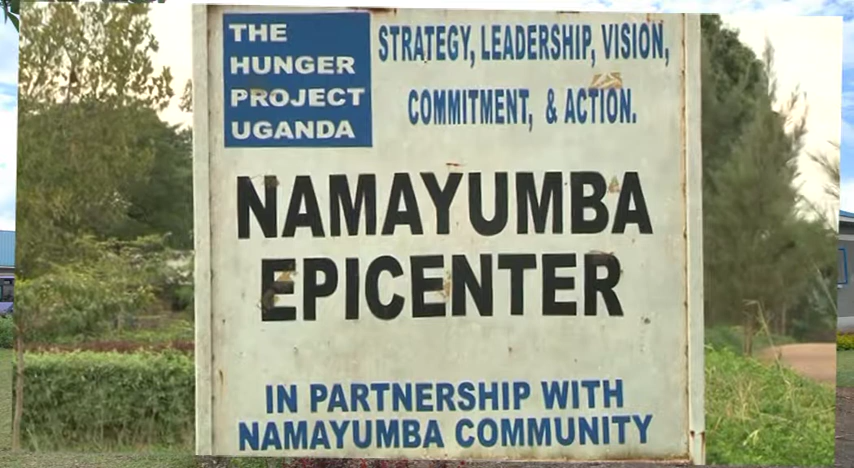 THE
HUNGER
PROJECT
UGANDA
STRATEGY, LEADERSHIP, VISION,
COMMITMENT, & ACTION.
NAMAYUMBA
EPICENTER
IN PARTNERSHIP WITH
NAMAYUMBA COMMUNITY